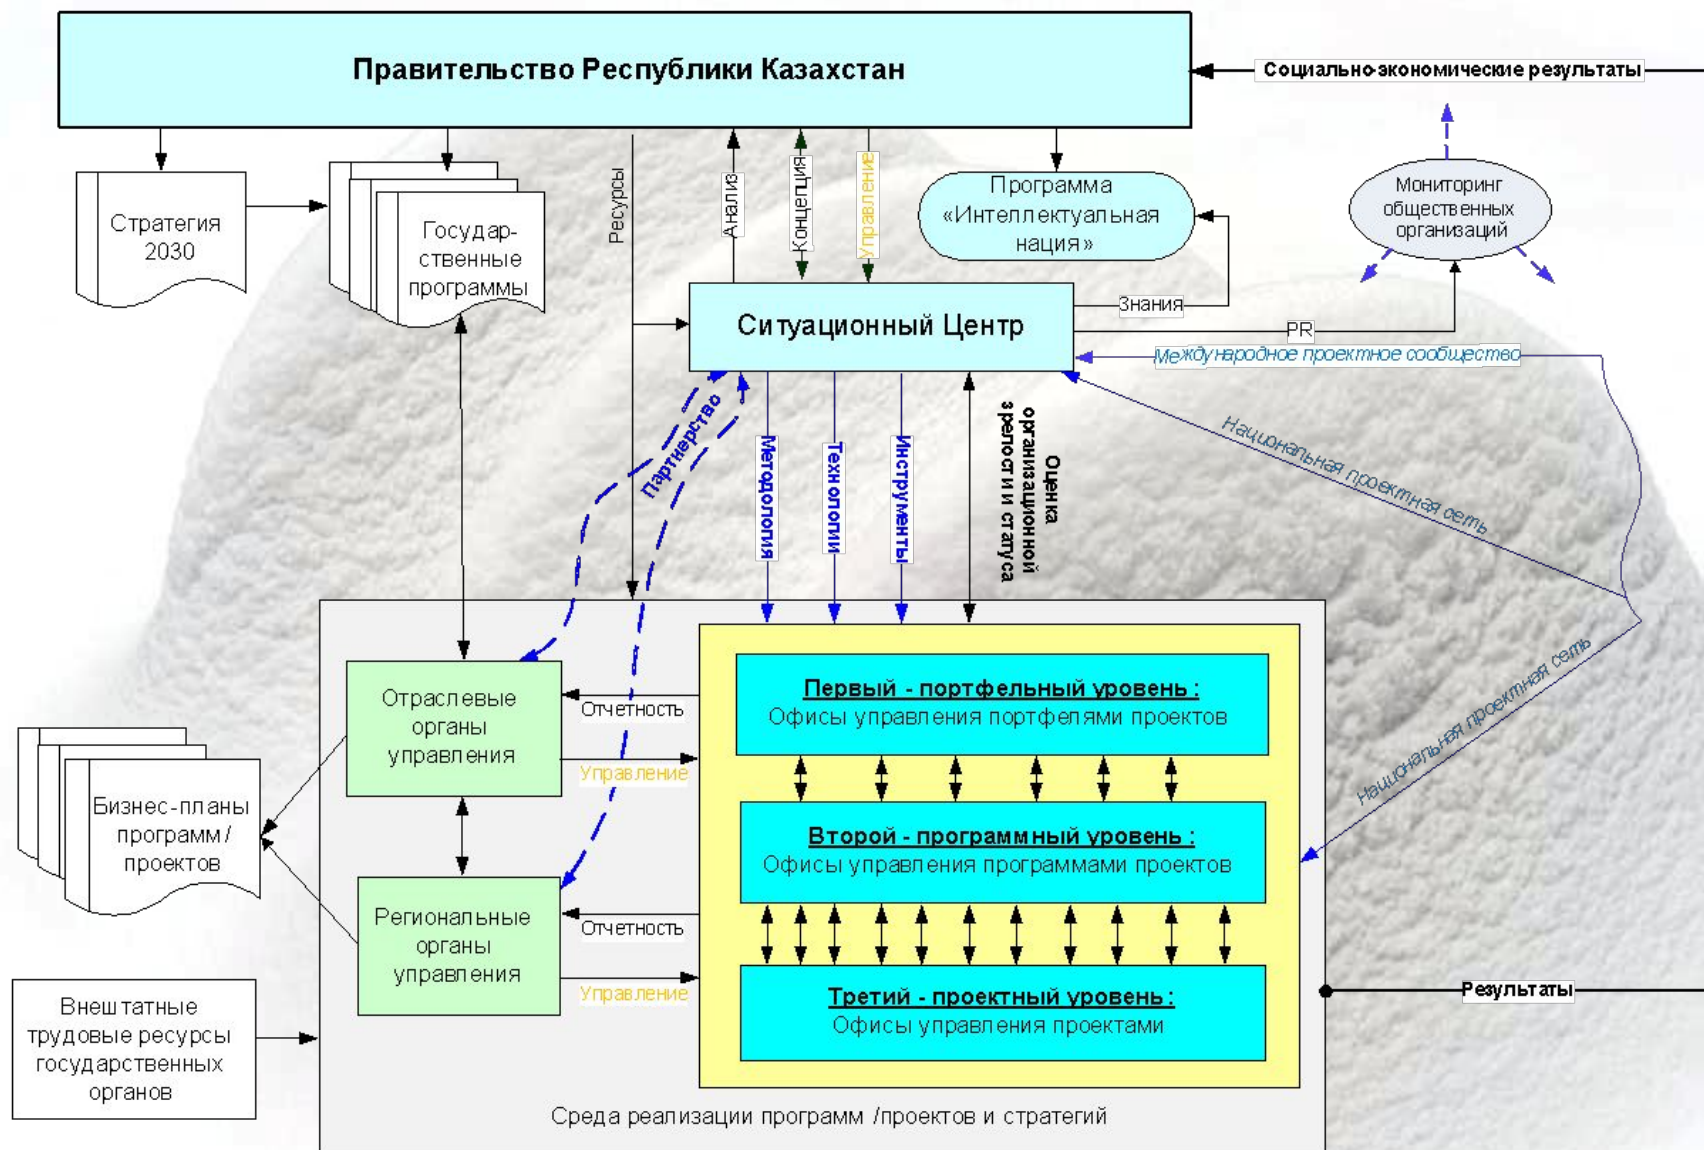 Правительство Республики Казахстан
Социально-экономические результаты
Стратегия
2030
Государ-
ственные
программы
Ресурсы
Анализ
Концепция
Управление
Программа
«Интеллектуальная
нация»
Мониторинг
общественных
организаций
Ситуационный Центр
Знания
PR
Международное проектное сообщество
Национальная проектная сеть
Партнерство
Методология
Технологии
Инструменты
Оценка
организационной
зрелости и статуса
Национальная проектная сеть
Отраслевые
органы
управления
Отчетность
Управление
Первый - портфельный уровень :
Офисы управления портфелями проектов
Бизнес-планы
программ /
проектов
Второй - программный уровень :
Офисы управления программами проектов
Региональные
органы
управления
Отчетность
Управление
Третий - проектный уровень :
Офисы управления проектами
Результаты
Внештатные
трудовые ресурсы
государственных
органов
Среда реализации программ /проектов и стратегий